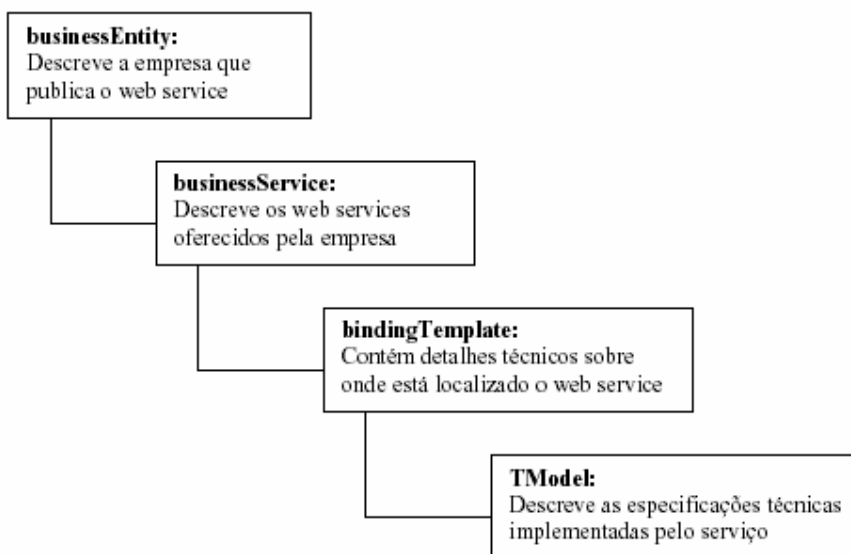 businessEntity:
Descreve a empresa que
publica o web service
businessService:
Descreve os web services
oferecidos pela empresa
bindingTemplate:
Contém detalhes técnicos sobre
onde está localizado o web service
TModel:
Descreve as especificações técnicas
implementadas pelo serviço